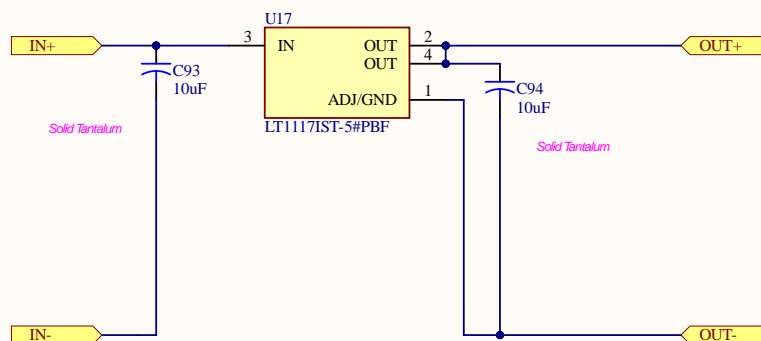 U17
IN+
3
IN
OUT
2
OUT+
OUT
4
C93
10uF
ADJ/GND
1
C94
10uF
LT1117IST-5#PBF
Solid Tantalum
Solid Tantalum
IN-
OUT-